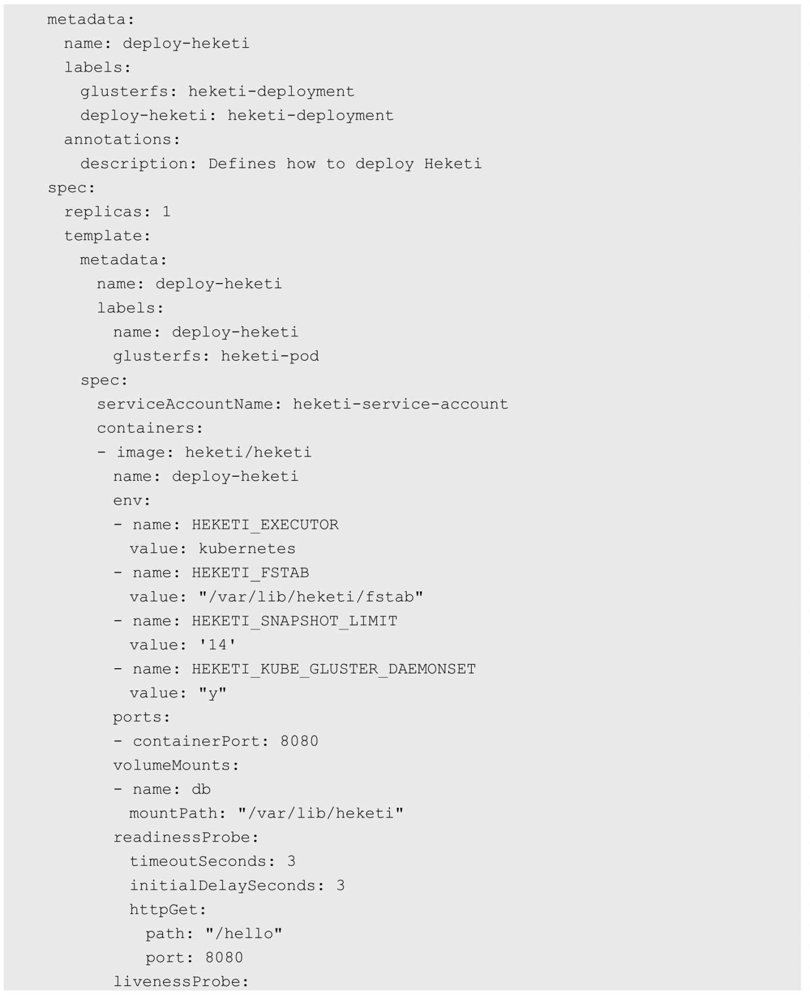 metadata:
  name: deploy-heketi
  labels:
    glusterfs: heketi-deployment
    deploy-heketi: heketi-deployment
  annotations:
    description: Defines how to deploy Heketi
spec:
  replicas: 1
  template:
    metadata:
      name: deploy-heketi
      labels:
        name: deploy-heketi
        glusterfs: heketi-pod
    spec:
      serviceAccountName: heketi-service-account
      containers:
      - image: heketi/heketi
        name: deploy-heketi
        env:
        - name: HEKETI_EXECUTOR
          value: kubernetes
        - name: HEKETI_FSTAB
          value: "/var/lib/heketi/fstab"
        - name: HEKETI_SNAPSHOT_LIMIT
          value: '14'
        - name: HEKETI_KUBE_GLUSTER_DAEMONSET
          value: "y"
        ports:
        - containerPort: 8080
        volumeMounts:
        - name: db
          mountPath: "/var/lib/heketi"
        readinessProbe:
          timeoutSeconds: 3
          initialDelaySeconds: 3
          httpGet:
            path: "/hello"
            port: 8080
        livenessProbe: